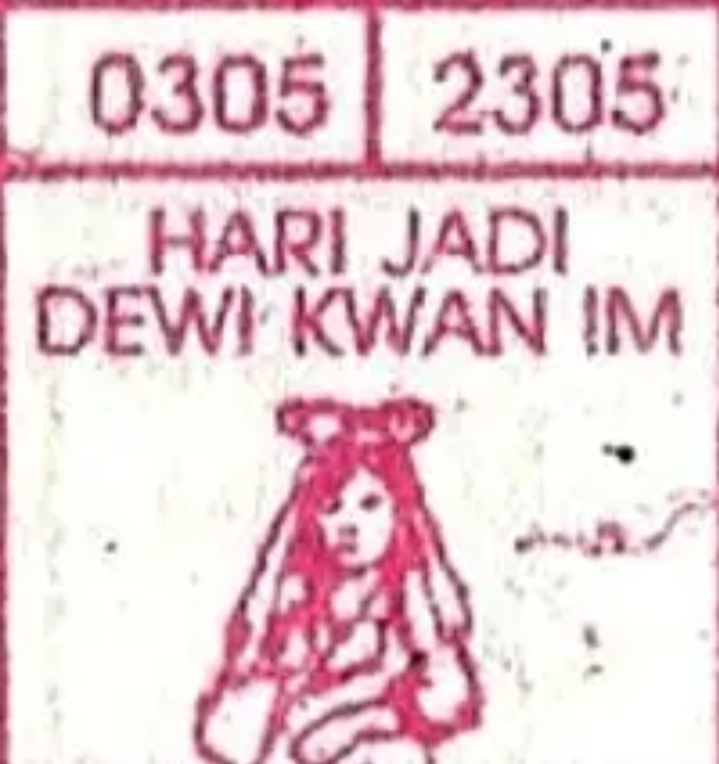 0305 2305
HARI JADI
DEWI KWAN IM